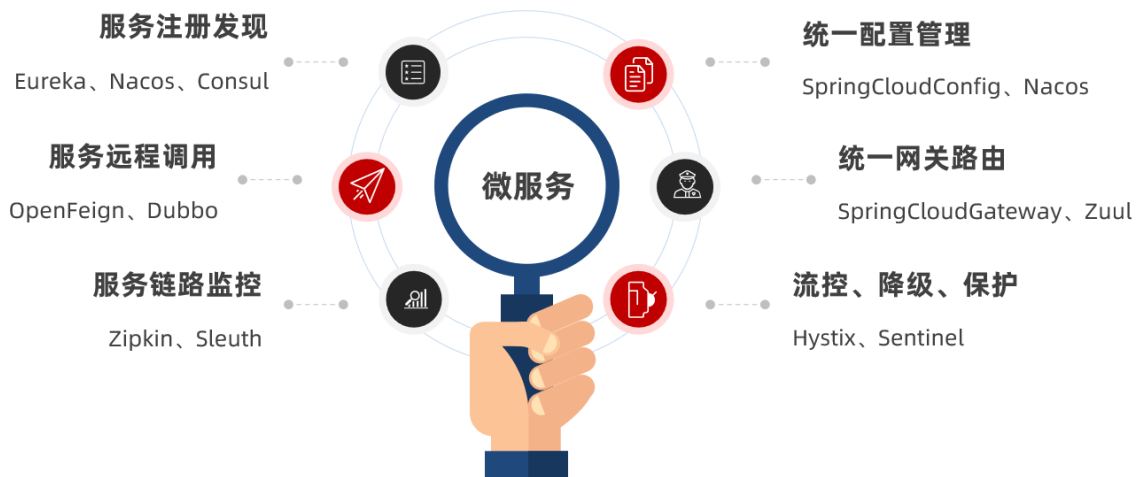 服务注册发现
Eureka、Nacos、Consul
服务远程调用
OpenFeign、Dubbo
服务链路监控
Zipkin、Sleuth
微服务
统一配置管理
SpringCloudConfig、Nacos
统一网关路由
SpringCloudGateway、Zuul
流控、降级、保护
Hystix、Sentinel